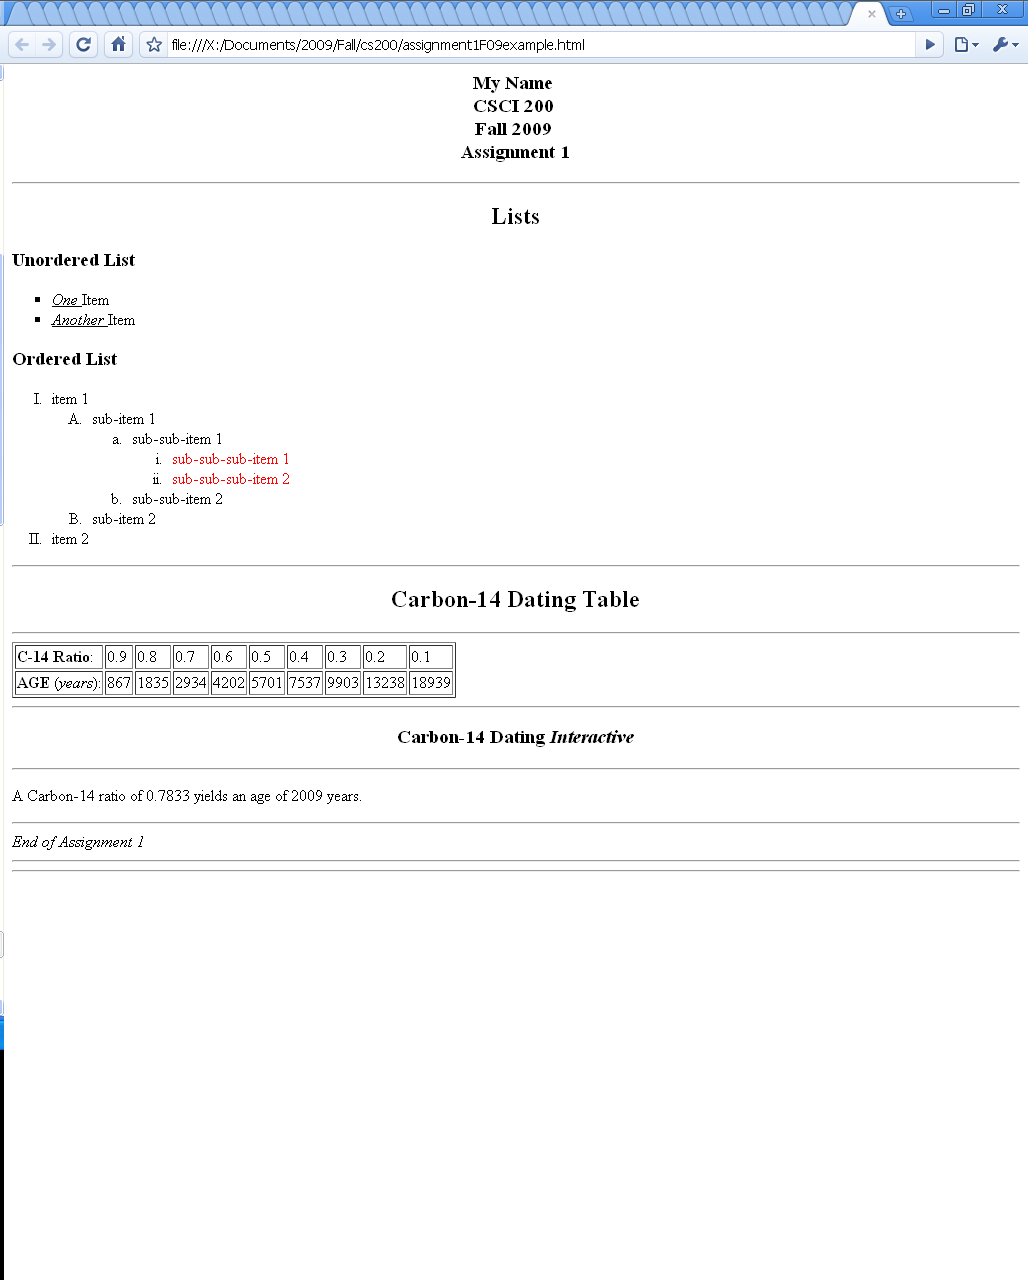 file:///X:/Documents/2009/Fall/cs200/assignment1F09example.html
My Name
CSCI 200
Fall 2009
Assignment 1
Lists
Unordered List
▪ One Item
▪ Another Item
Ordered List
I. item 1
A. sub-item 1
a. sub-sub-item 1
i. sub-sub-sub-item 1
ii. sub-sub-sub-item 2
b. sub-sub-item 2
B. sub-item 2
II. item 2
Carbon-14 Dating Table
C-14 Ratio: 0.9 0.8 0.7 0.6 0.5 0.4 0.3 0.2 0.1
AGE (years): 867 1835 2934 4202 5701 7537 9903 13238 18939
Carbon-14 Dating Interactive
A Carbon-14 ratio of 0.7833 yields an age of 2009 years.
End of Assignment 1